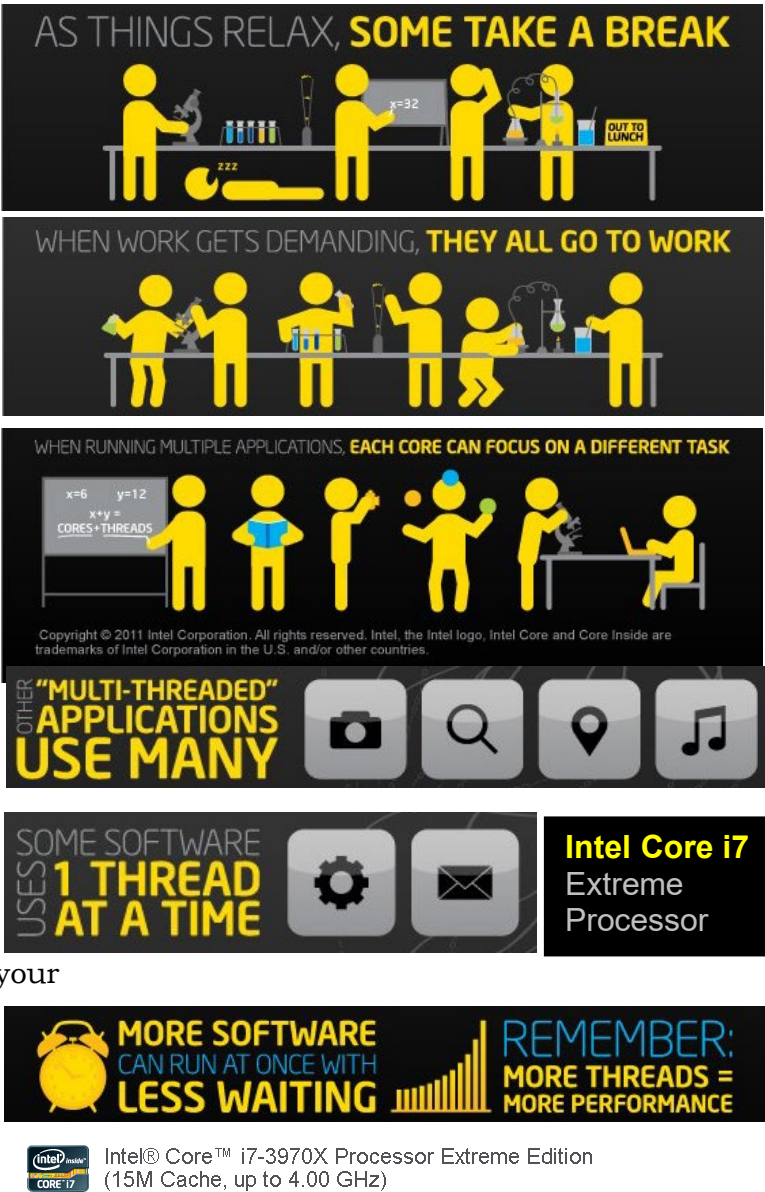 AS THINGS RELAX, SOME TAKE A BREAK
x=32
OUT TO
LUNCH
zzz
WHEN WORK GETS DEMANDING, THEY ALL GO TO WORK
WHEN RUNNING MULTIPLE APPLICATIONS, EACH CORE CAN FOCUS ON A DIFFERENT TASK
x=6 y=12
x+y =
CORES+THREADS
Copyright © 2011 Intel Corporation. All rights reserved. Intel, the Intel logo, Intel Core and Core Inside are
trademarks of Intel Corporation in the U.S. and/or other countries.
OTHER
"MULTI-THREADED"
APPLICATIONS
USE MANY
SOME SOFTWARE
USES
1 THREAD
AT A TIME
Intel Core i7
Extreme
Processor
your
MORE SOFTWARE
CAN RUN AT ONCE WITH
LESS WAITING
REMEMBER:
MORE THREADS =
MORE PERFORMANCE
(intel) inside™
CORE™ i7
Intel® Core™ i7-3970X Processor Extreme Edition
(15M Cache, up to 4.00 GHz)